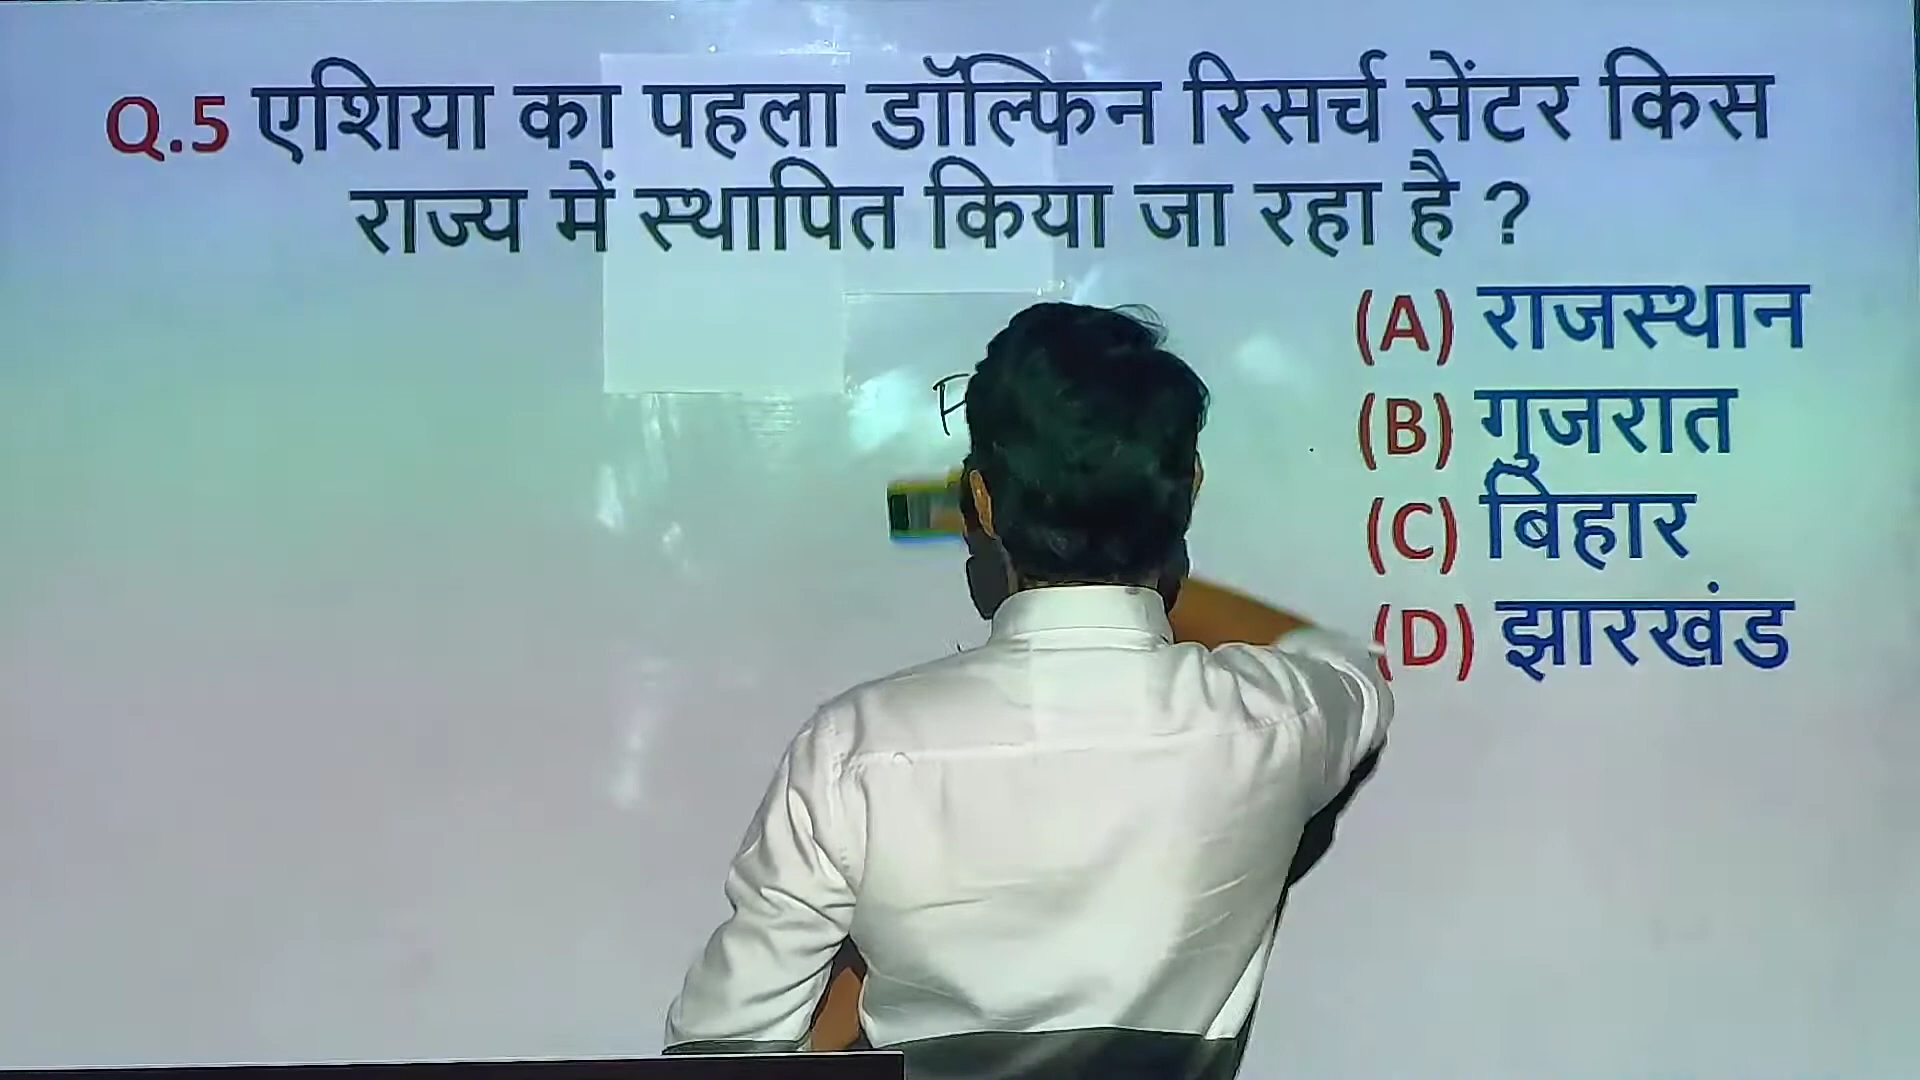 Q.5 एशिया का पहला डॉल्फिन रिसर्च सेंटर किस
राज्य में स्थापित किया जा रहा है ?
(A) राजस्थान
(B) गुजरात
(C) बिहार
(D) झारखंड